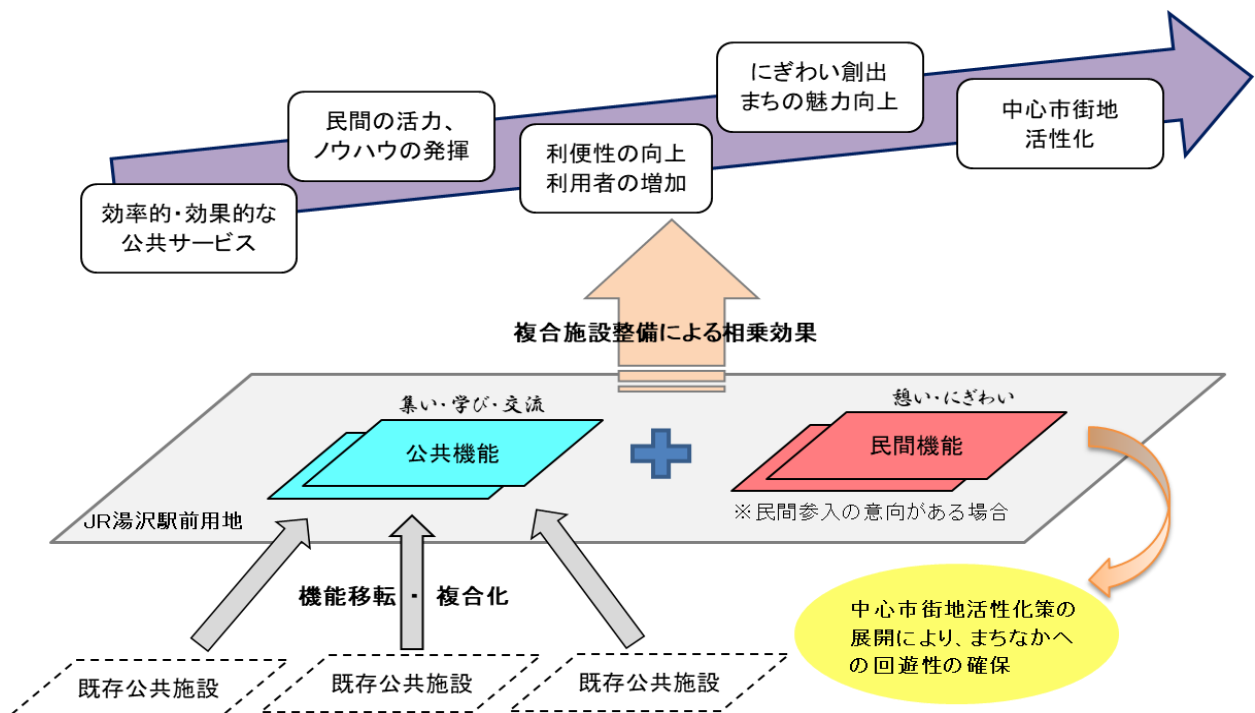 にぎわい創出
まちの魅力向上
民間の活力、
ノウハウの発揮
中心市街地
活性化
利便性の向上
利用者の増加
効率的・効果的な
公共サービス
複合施設整備による相乗効果
集い・学び・交流
憩い・にぎわい
公共機能
民間機能
※民間参入の意向がある場合
JR湯沢駅前用地
機能移転・複合化
中心市街地活性化策の
展開により、まちなかへ
の回遊性の確保
既存公共施設
既存公共施設
既存公共施設